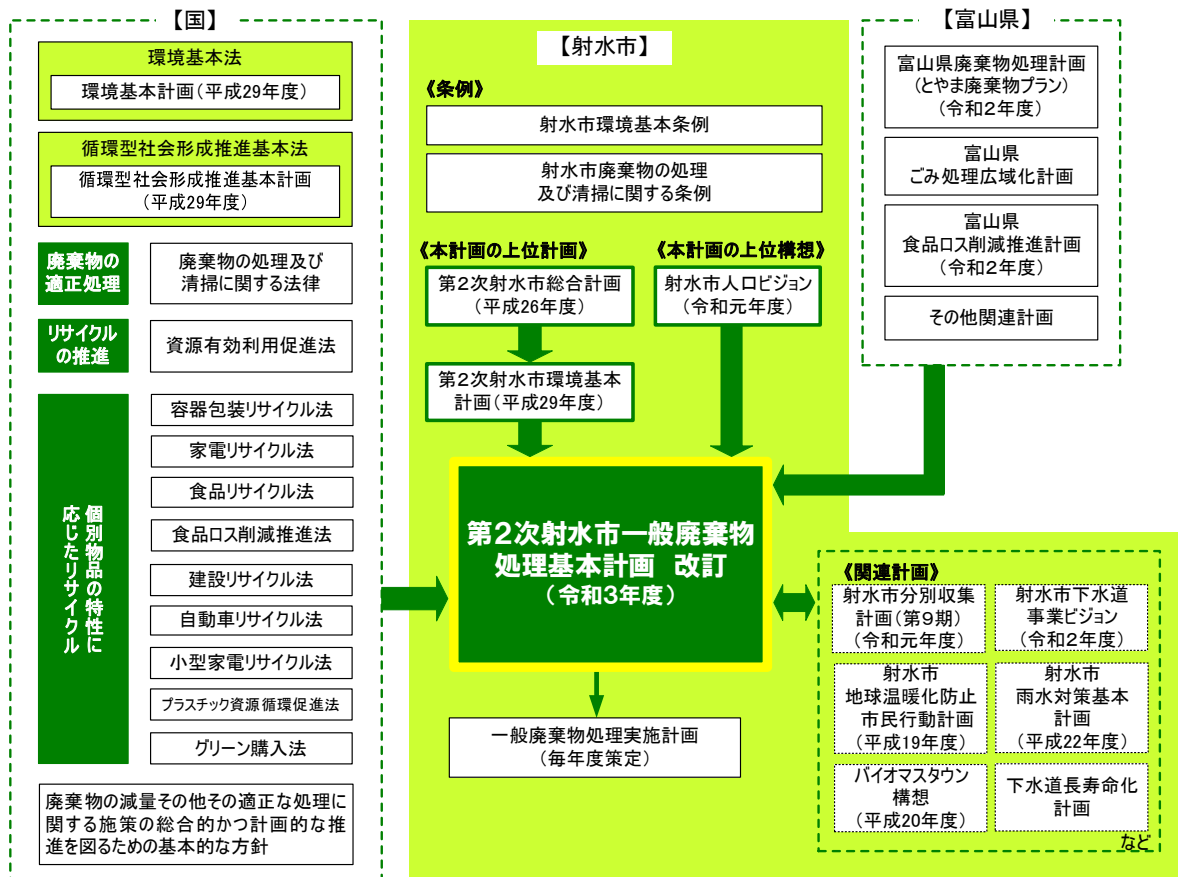 【国】
環境基本法
環境基本計画(平成29年度)
循環型社会形成推進基本法
循環型社会形成推進基本計画
(平成29年度)
廃棄物の
適正処理
廃棄物の処理及び
清掃に関する法律
リサイクル
の推進
資源有効利用促進法
個別物品の特性に
応じたリサイクル
容器包装リサイクル法
家電リサイクル法
食品リサイクル法
食品ロス削減推進法
建設リサイクル法
自動車リサイクル法
小型家電リサイクル法
プラスチック資源循環促進法
グリーン購入法
廃棄物の減量その他その適正な処理に
関する施策の総合的かつ計画的な推
進を図るための基本的な方針
【射水市】
《条例》
射水市環境基本条例
射水市廃棄物の処理
及び清掃に関する条例
《本計画の上位計画》
第2次射水市総合計画
(平成26年度)
第2次射水市環境基本
計画(平成29年度)
《本計画の上位構想》
射水市人口ビジョン
(令和元年度)
第2次射水市一般廃棄物
処理基本計画 改訂
(令和3年度)
一般廃棄物処理実施計画
(毎年度策定)
【富山県】
富山県廃棄物処理計画
(とやま廃棄物プラン)
(令和2年度)
富山県
ごみ処理広域化計画
富山県
食品ロス削減推進計画
(令和2年度)
その他関連計画
《関連計画》
射水市分別収集
計画(第9期)
(令和元年度)
射水市下水道
事業ビジョン
(令和2年度)
射水市
地球温暖化防止
市民行動計画
(平成19年度)
射水市
雨水対策基本
計画
(平成22年度)
バイオマスタウン
構想
(平成20年度)
下水道長寿命化
計画
など